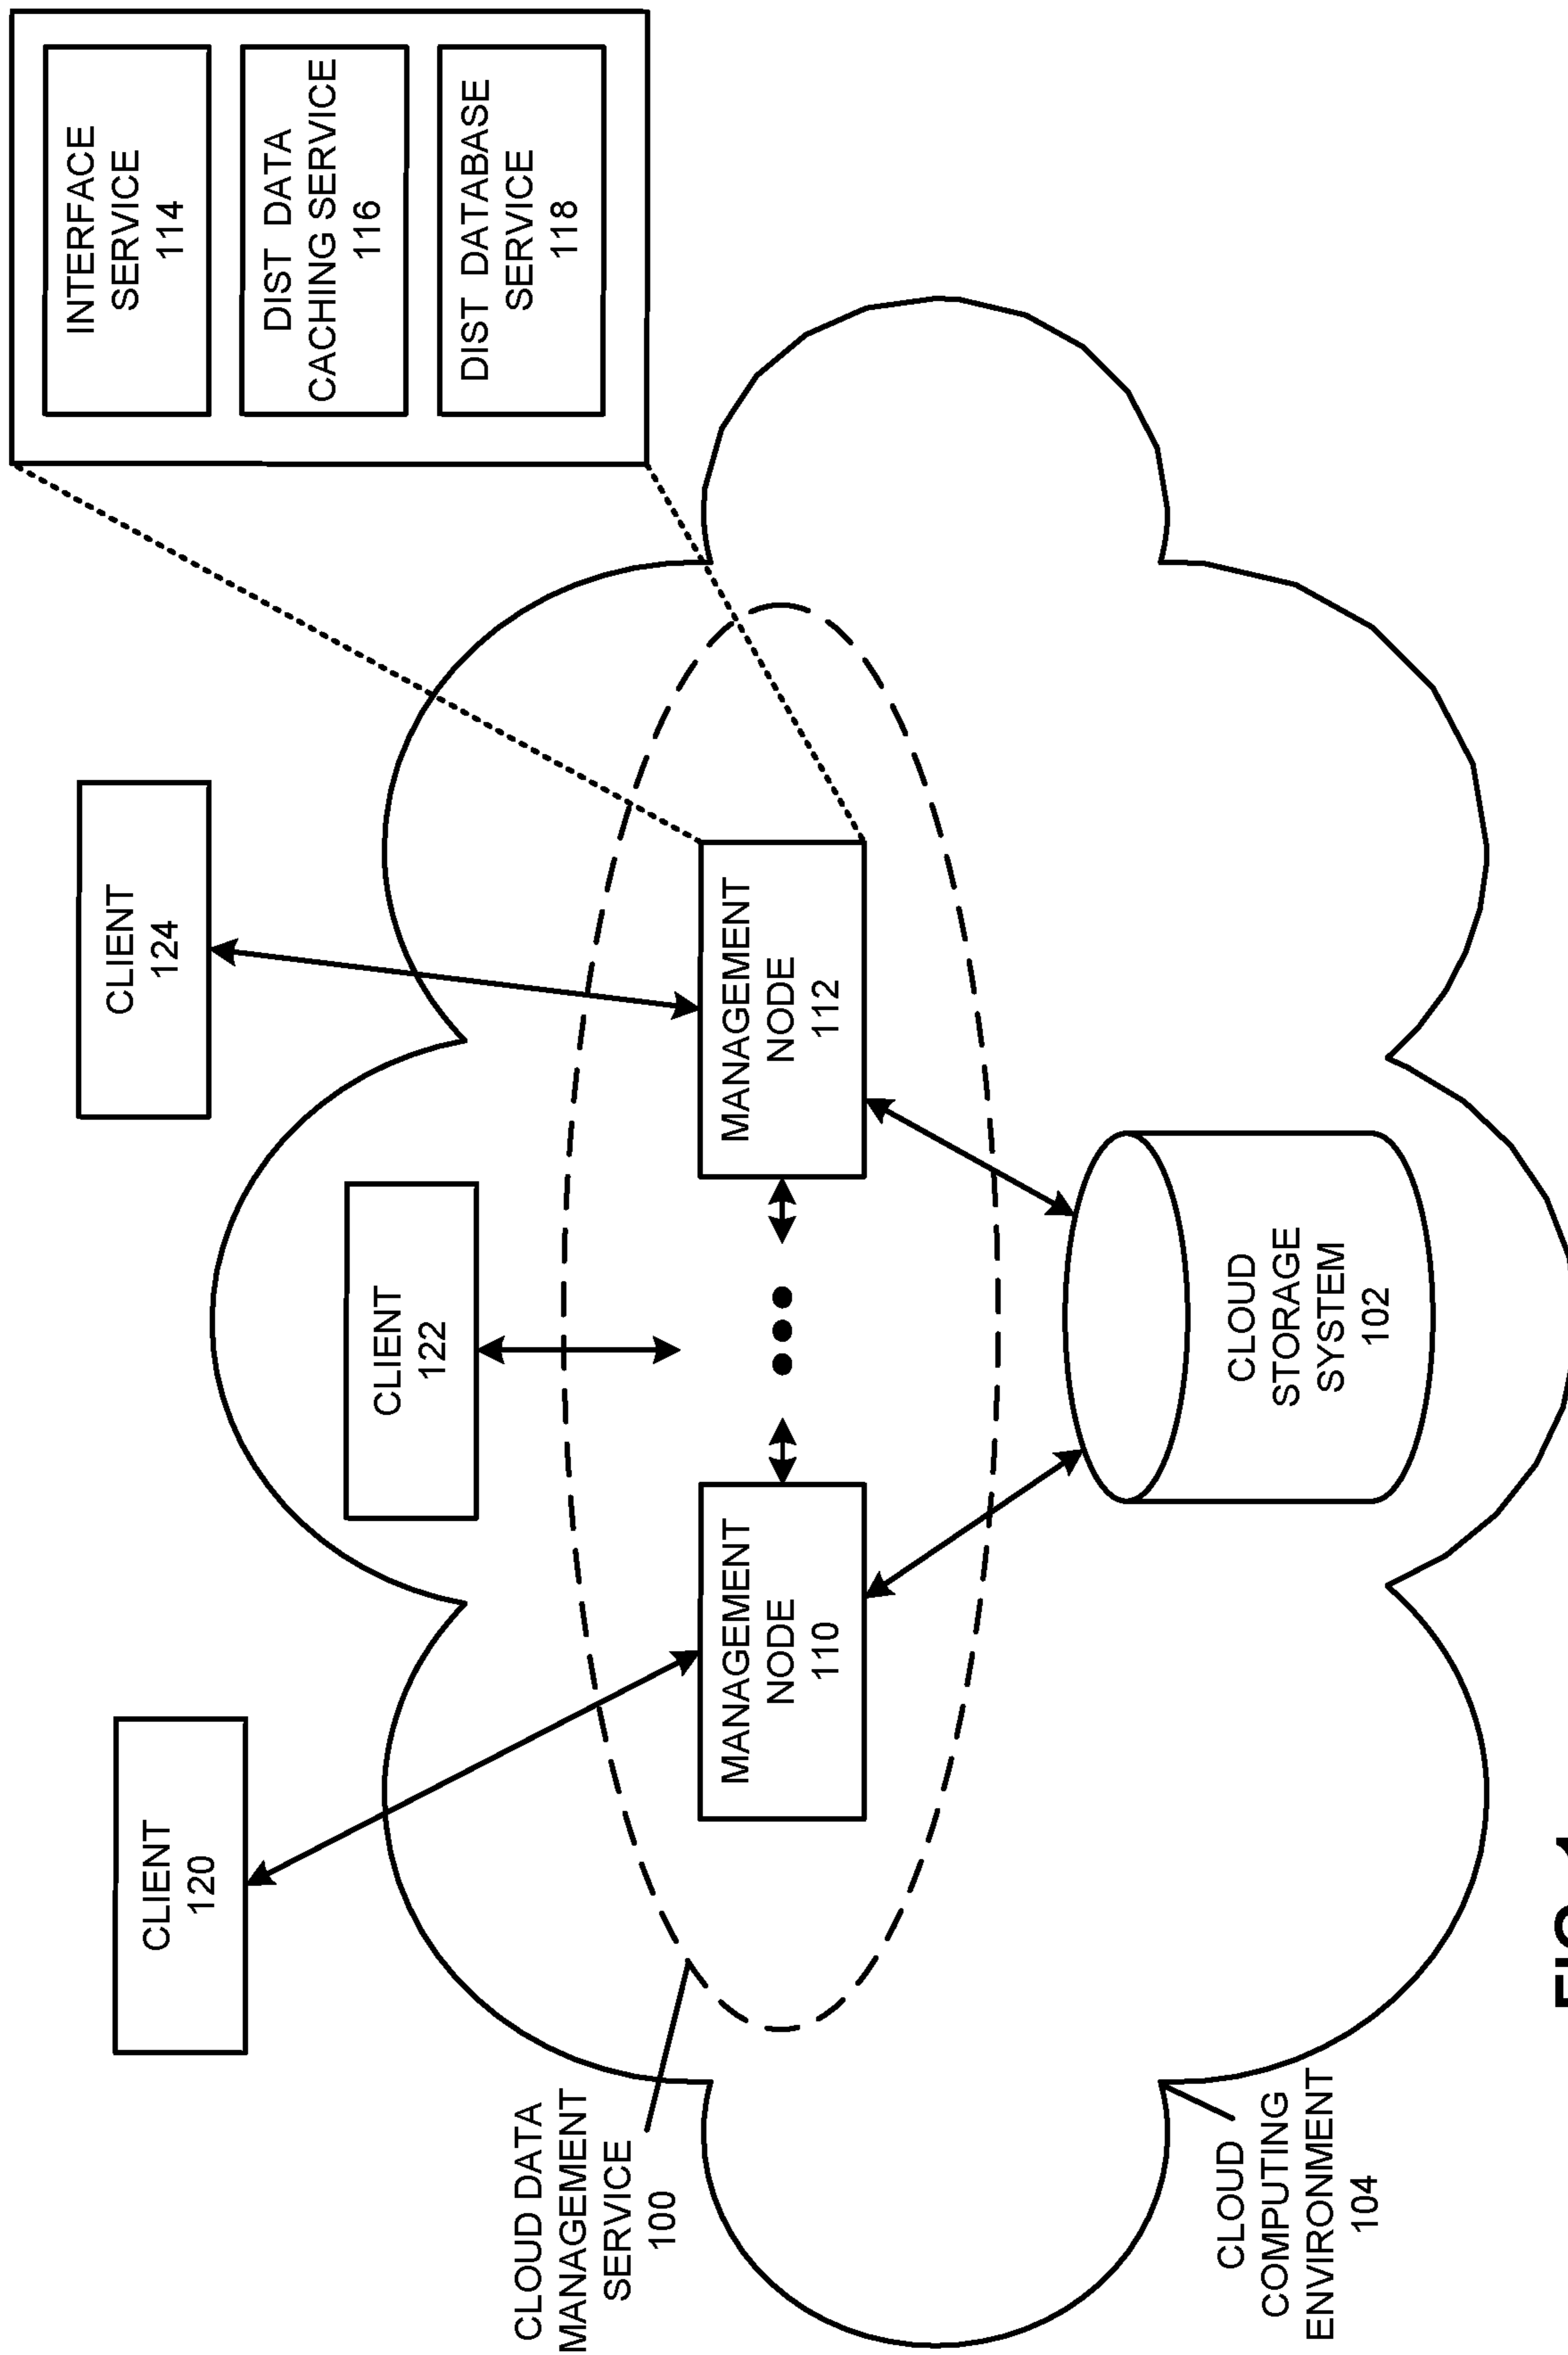 INTERFACE
SERVICE
114
DIST DATA
CACHING SERVICE
116
DIST DATABASE
SERVICE
118
CLIENT
120
CLIENT
124
CLIENT
122
CLOUD DATA
MANAGEMENT
SERVICE
100
MANAGEMENT
NODE
110
MANAGEMENT
NODE
112
CLOUD
STORAGE
SYSTEM
102
CLOUD
COMPUTING
ENVIRONMENT
104